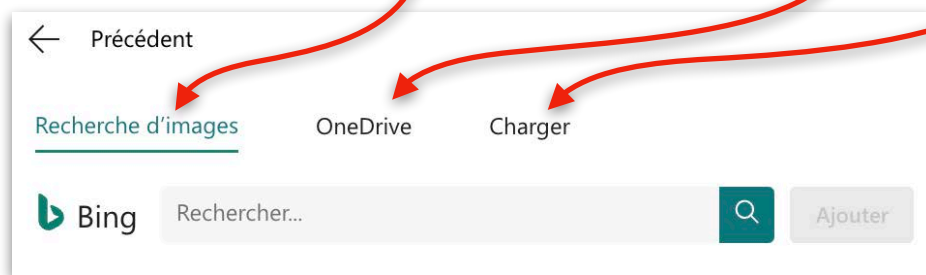 Précédent
Recherche d’images OneDrive Charger
Bing Rechercher... Ajouter